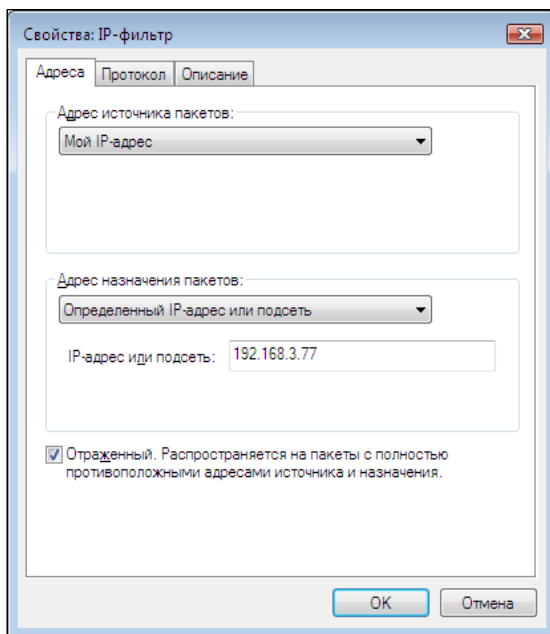 Свойства: IP-фильтр
Адреса Протокол Описание
Адрес источника пакетов:
Мой IP-адрес
Адрес назначения пакетов:
Определенный IP-адрес или подсеть
IP-адрес или подсеть: 192.168.3.77
Отраженный. Распространяется на пакеты с полностью
противоположными адресами источника и назначения.
OK Отмена